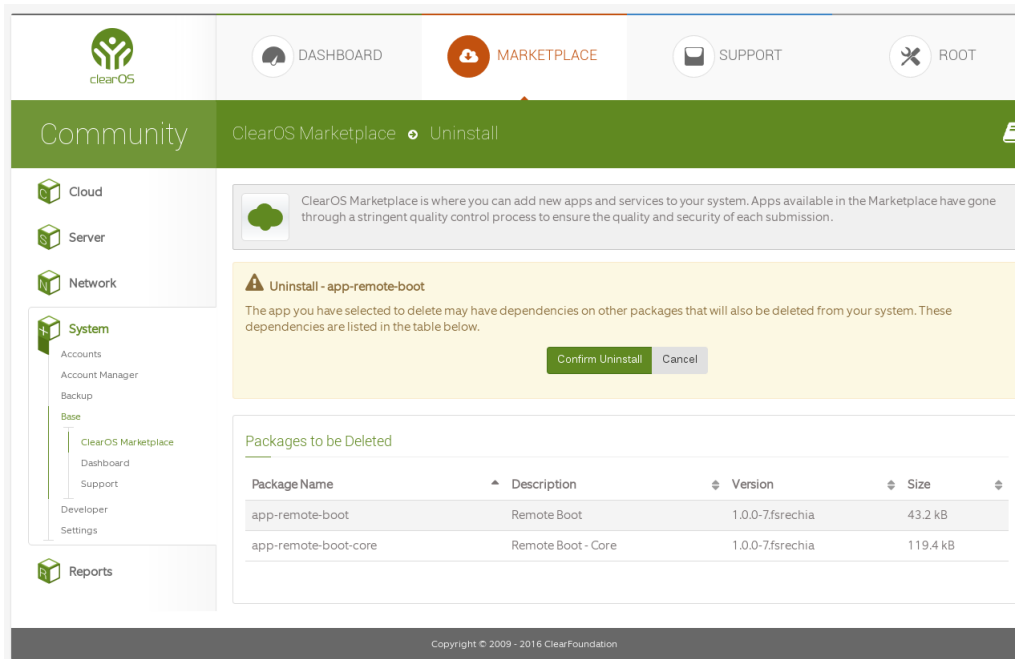 clearOS
DASHBOARD
MARKETPLACE
SUPPORT
ROOT
Community
ClearOS Marketplace
Uninstall
Cloud
Server
Network
System
Accounts
Account Manager
Backup
Base
ClearOS Marketplace
Dashboard
Support
Developer
Settings
Reports
ClearOS Marketplace is where you can add new apps and services to your system. Apps available in the Marketplace have gone
through a stringent quality control process to ensure the quality and security of each submission.
Uninstall - app-remote-boot
The app you have selected to delete may have dependencies on other packages that will also be deleted from your system. These
dependencies are listed in the table below.
Confirm Uninstall Cancel
Packages to be Deleted
Package Name Description Version Size
app-remote-boot Remote Boot 1.0.0-7.fsrechia 43.2 kB
app-remote-boot-core Remote Boot - Core 1.0.0-7.fsrechia 119.4 kB
Copyright © 2009 - 2016 ClearFoundation